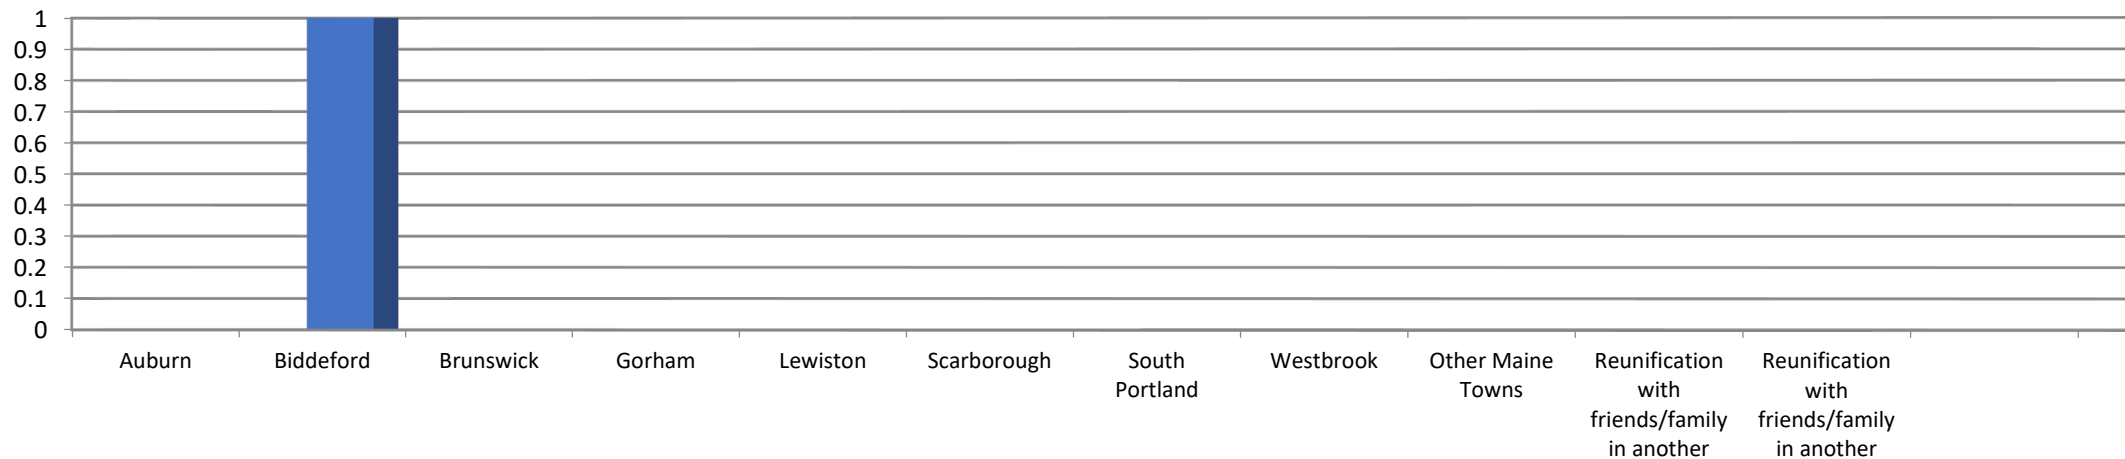 1
0.9
0.8
0.7
0.6
0.5
0.4
0.3
0.2
0.1
0
Auburn
Biddeford
Brunswick
Gorham
Lewiston
Scarborough
South
Portland
Westbrook
Other Maine
Towns
Reunification
with
friends/family
in another
Reunification
with
friends/family
in another